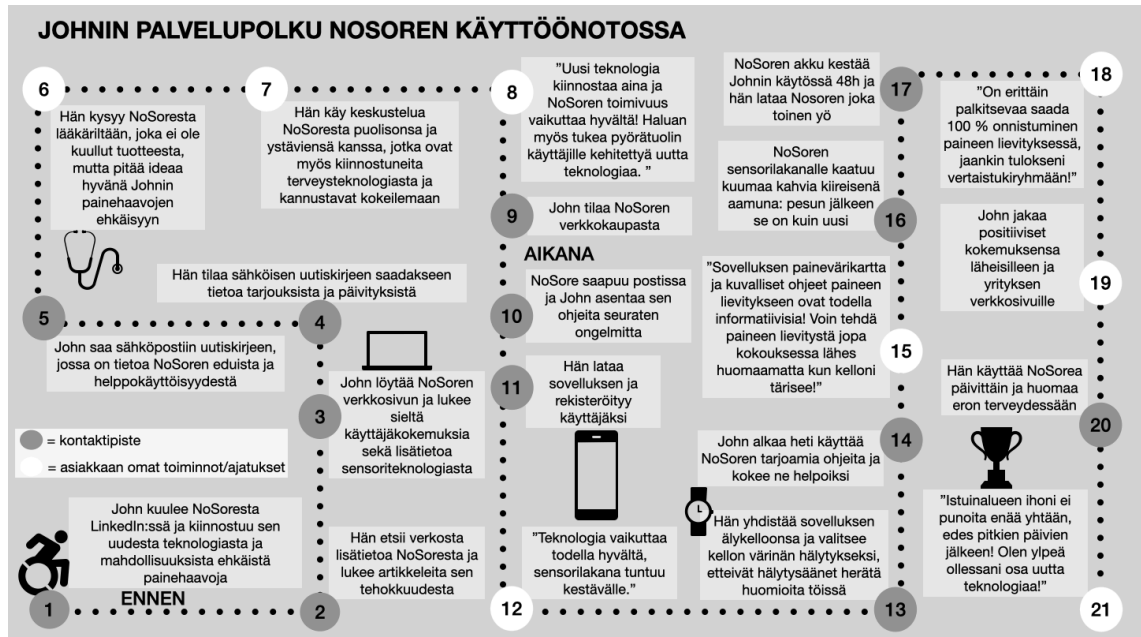 JOHNIN PALVELUPOLKU NOSOREN KÄYTTÖÖNOTOSSA
1
John kuulee NoSoresta
LinkedIn:ssä ja kiinnostuu sen
uudesta teknologiasta ja
mahdollisuuksista ehkäistä
painehaavoja
ENNEN
2
Hän etsii verkosta
lisätietoa NoSoresta ja
lukee artikkeleita sen
tehokkuudesta
3
John löytää NoSoren
verkkosivun ja lukee
sieltä
käyttäjäkokemuksia
sekä lisätietoa
sensoriteknologiasta
4
Hän tilaa sähköisen uutiskirjeen saadakseen
tietoa tarjouksista ja päivityksistä
5
John saa sähköpostiin uutiskirjeen,
jossa on tietoa NoSoren eduista ja
helppokäyttöisyydestä
6
Hän kysyy NoSoresta
lääkäriltään, joka ei ole
kuullut tuotteesta,
mutta pitää ideaa
hyvänä Johnin
painehaavojen
ehkäisyyn
7
Hän käy keskustelua
NoSoresta puolisonsa ja
ystäviensä kanssa, jotka ovat
myös kiinnostuneita
terveysteknologiasta ja
kannustavat kokeilemaan
8
”Uusi teknologia
kiinnostaa aina ja
NoSoren toimivuus
vaikuttaa hyvältä! Haluan
myös tukea pyörätuolin
käyttäjille kehitettyä uutta
teknologiaa. ”
9
John tilaa NoSoren
verkkokaupasta
AIKANA
10
NoSore saapuu postissa
ja John asentaa sen
ohjeita seuraten
ongelmitta
11
Hän lataa
sovelluksen ja
rekisteröityy
käyttäjäksi
12
”Teknologia vaikuttaa
todella hyvältä,
sensorilakana tuntuu
kestävälle.”
13
Hän yhdistää sovelluksen
älykelloonsa ja valitsee
kellon värinän hälytykseksi,
etteivät hälytysäänet herätä
huomioita töissä
14
John alkaa heti käyttää
NoSoren tarjoamia ohjeita ja
kokee ne helpoiksi
15
”Sovelluksen painevärikartta
ja kuvalliset ohjeet paineen
lievitykseen ovat todella
informatiivisia! Voin tehdä
paineen lievitystä jopa
kokouksessa lähes
huomaamatta kun kelloni
tärisee!”
16
NoSoren
sensorilakanalle kaatuu
kuumaa kahvia kiireisenä
aamuna: pesun jälkeen
se on kuin uusi
17
NoSoren akku kestää
Johnin käytössä 48h ja
hän lataa Nosoren joka
toinen yö
18
”On erittäin
palkitsevaa saada
100 % onnistuminen
paineen lievityksessä,
jaankin tulokseni
vertaistukiryhmään!”
19
John jakaa
positiiviset
kokemuksensa
läheisilleen ja
yrityksen
verkkosivuille
20
Hän käyttää NoSorea
päivittäin ja huomaa
eron terveydessään
21
”Istuinalueen ihoni ei
punoita enää yhtään,
edes pitkien päivien
jälkeen! Olen ylpeä
ollessani osa uutta
teknologiaa!”
= kontaktipiste
= asiakkaan omat toiminnot/ajatukset